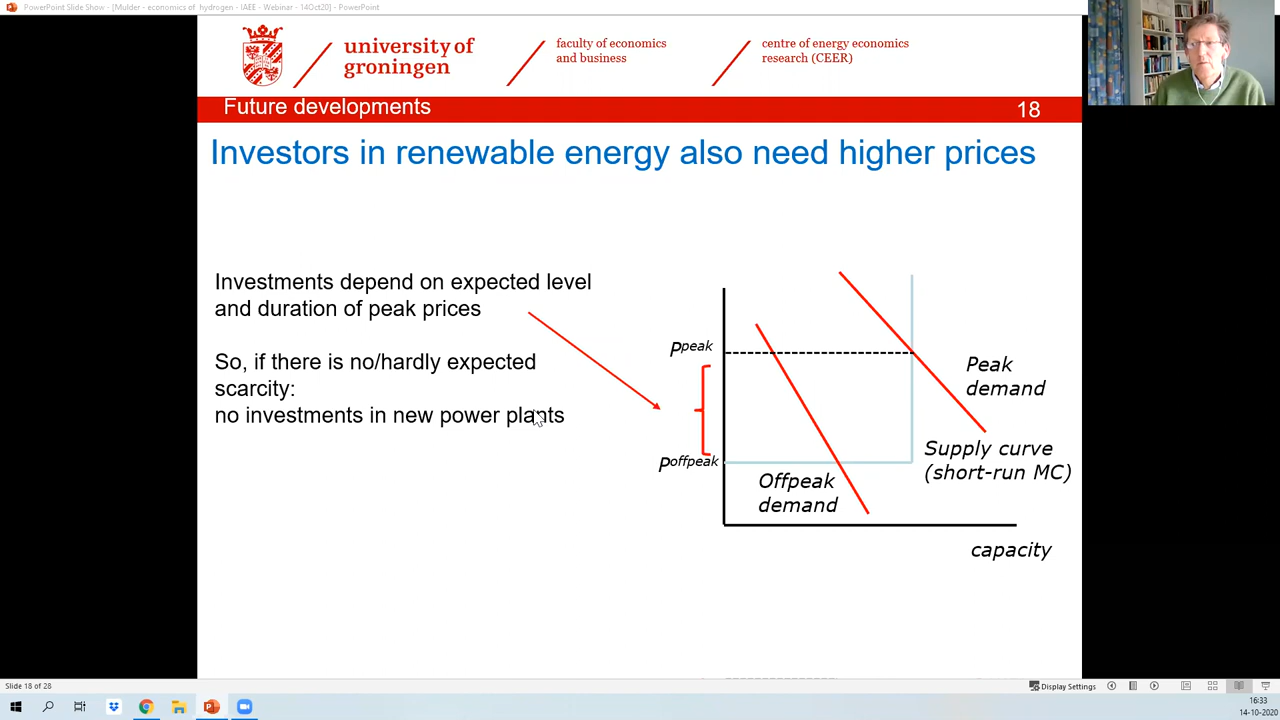 PowerPoint Slide Show - [Mulder - economics of hydrogen - IAEE - Webinar - 14Oct20] - PowerPoint
university of
groningen
faculty of economics
and business
centre of energy economics
research (CEER)
Future developments
18
Investors in renewable energy also need higher prices
Investments depend on expected level
and duration of peak prices
So, if there is no/hardly expected
scarcity:
no investments in new power plants
Ppeak
Poffpeak
Peak
demand
Supply curve
(short-run MC)
Offpeak
demand
capacity
Slide 18 of 28
Display Settings
16:33
14-10-2020